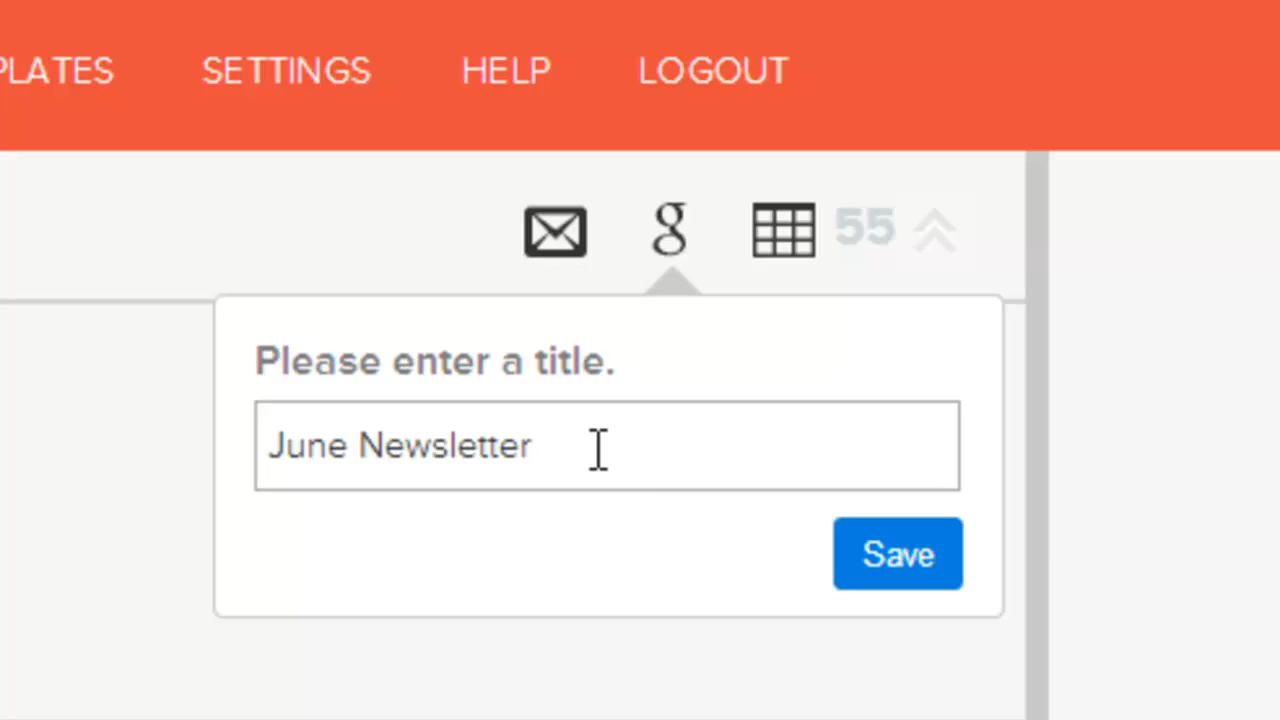 PLATES SETTINGS HELP LOGOUT
g 55
Please enter a title.
June Newsletter
Save